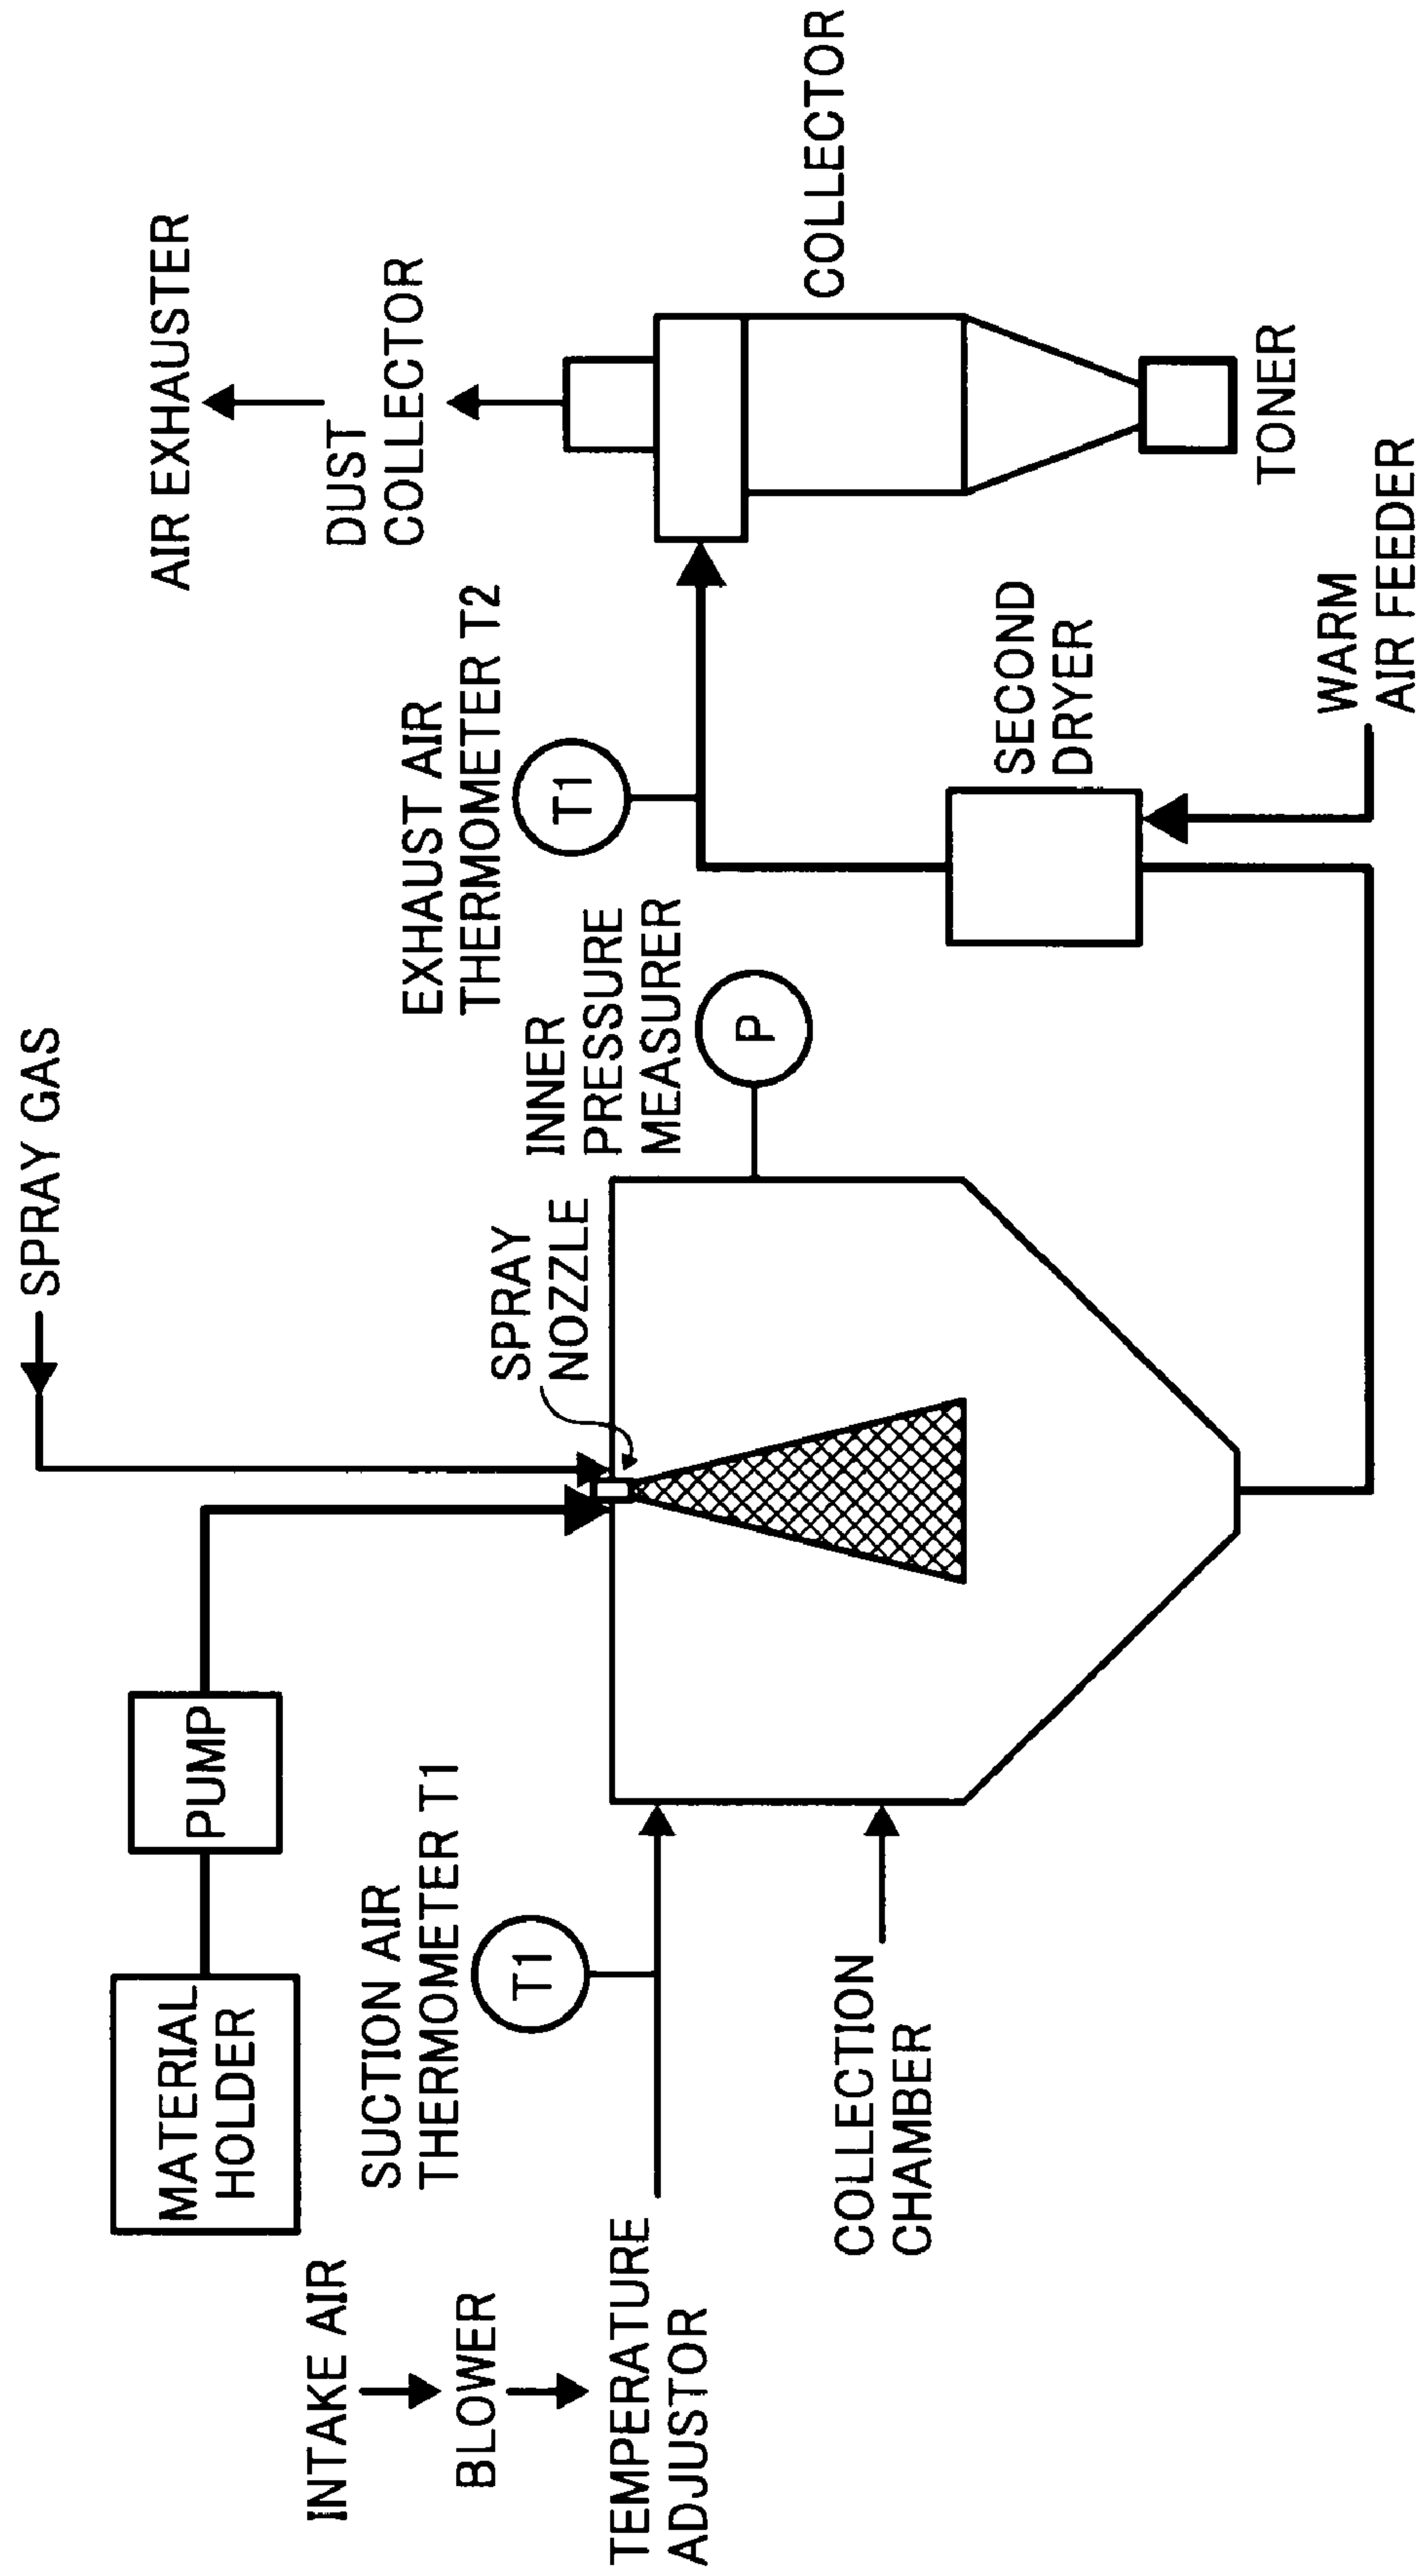 SPRAY GAS
AIR EXHAUSTER
DUST
COLLECTOR
MATERIAL
HOLDER
PUMP
INTAKE AIR
BLOWER
TEMPERATURE
ADJUSTOR
SUCTION AIR
THERMOMETER T1
T1
SPRAY
NOZZLE
INNER
PRESSURE
MEASURER
P
EXHAUST AIR
THERMOMETER T2
T1
COLLECTOR
COLLECTION
CHAMBER
SECOND
DRYER
TONER
WARM
AIR FEEDER